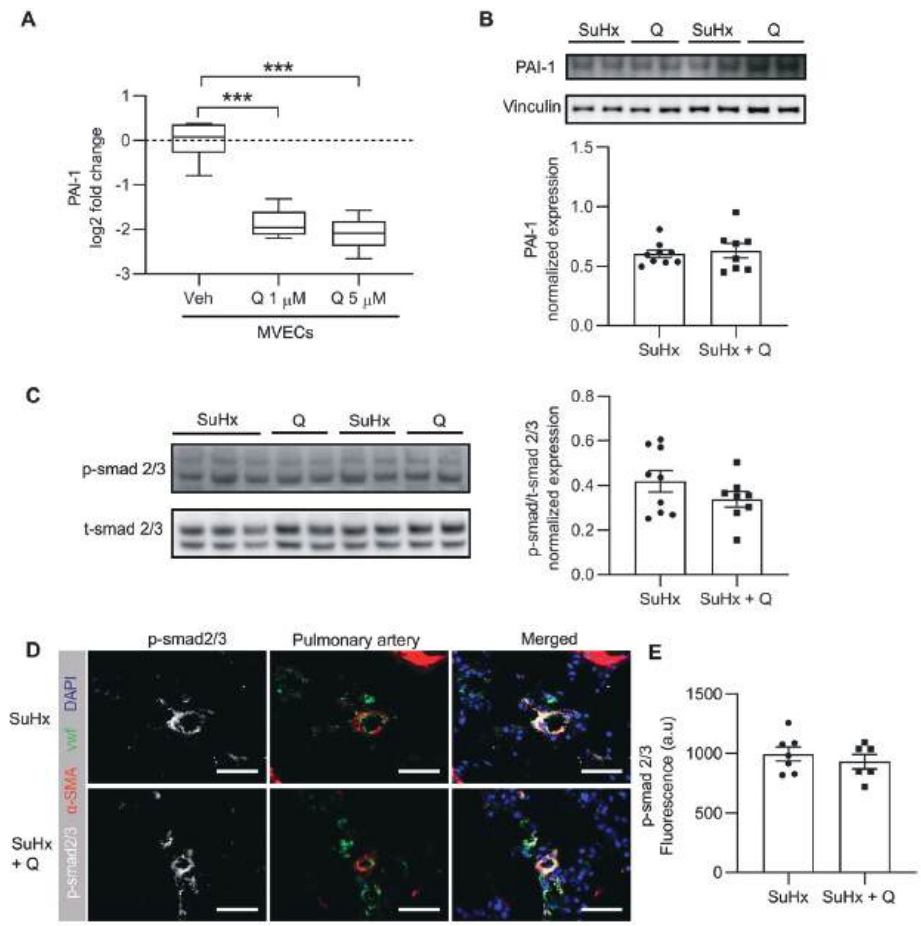 A
***
***
1
0
-1
-2
-3
PAI-1
log2 fold change
Veh
Q 1 μM
Q 5 μM
MVECs
B
SuHx
Q
SuHx
Q
PAI-1
Vinculin
1.5
1.0
0.5
0.0
PAI-1
normalized expression
SuHx
SuHx + Q
C
SuHx
Q
SuHx
Q
p-smad 2/3
t-smad 2/3
0.8
0.6
0.4
0.2
0.0
p-smad/t-smad 2/3
normalized expression
SuHx
SuHx + Q
D
p-smad2/3
Pulmonary artery
Merged
SuHx
SuHx
+ Q
p-smad2/3 α-SMA vwf DAPI
E
1500
1000
500
0
p-smad 2/3
Fluorescence (a.u)
SuHx
SuHx + Q